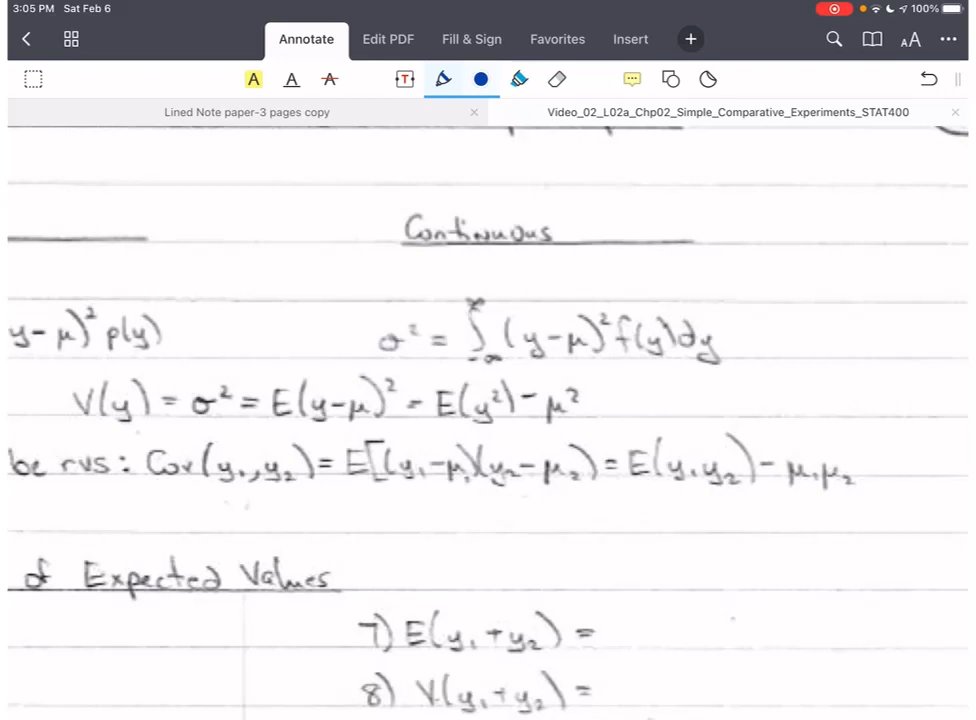 3:05 PM Sat Feb 6
100%
Annotate Edit PDF Fill & Sign Favorites Insert
Lined Note paper-3 pages copy
Video_02_L02a_Chp02_Simple_Comparative_Experiments_STAT400
Continuous
y-μ)² p(y)
σ² = ∫_{-∞}^{∞} (y-μ)² f(y)dy
V(y) = σ² = E(y-μ)² = E(y²) - μ²
be rvs: Cov(y₁,y₂) = E[(y₁-μ₁)(y₂-μ₂) = E(y₁y₂) - μ₁μ₂
of Expected Values
7) E(y₁+y₂) =
8) V(y₁+y₂) =